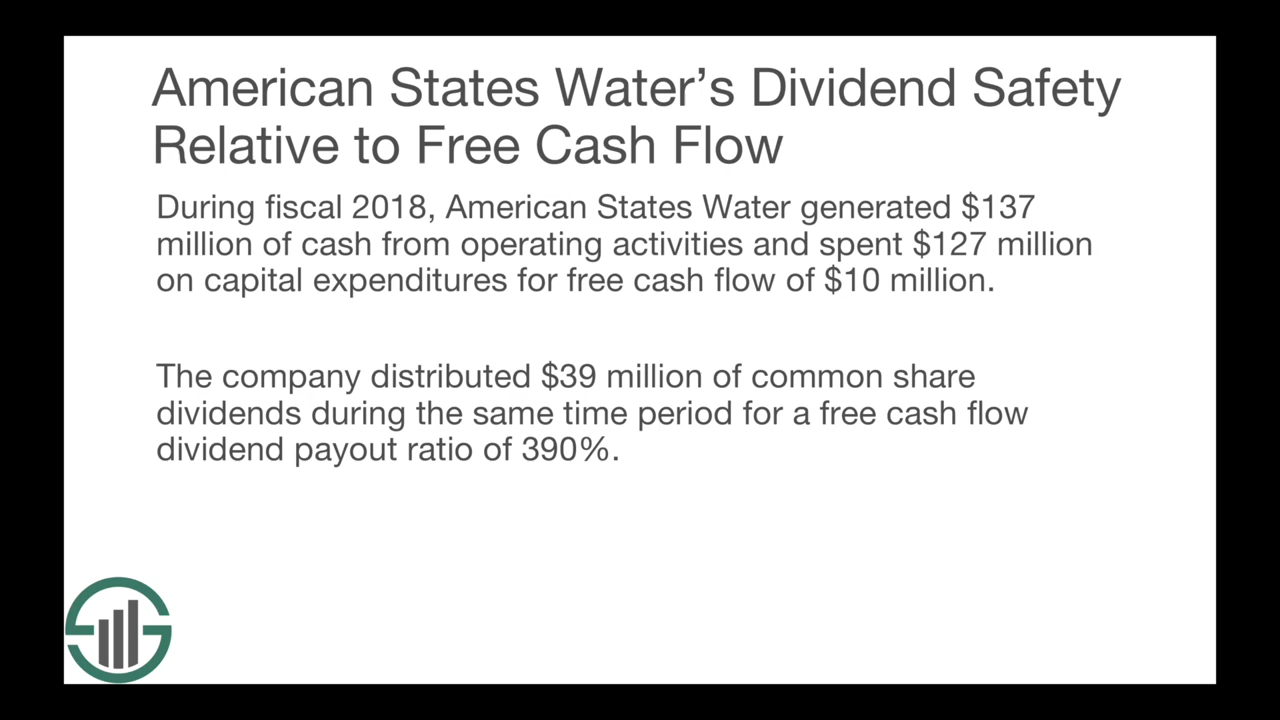 American States Water’s Dividend Safety
Relative to Free Cash Flow
During fiscal 2018, American States Water generated $137
million of cash from operating activities and spent $127 million
on capital expenditures for free cash flow of $10 million.
The company distributed $39 million of common share
dividends during the same time period for a free cash flow
dividend payout ratio of 390%.